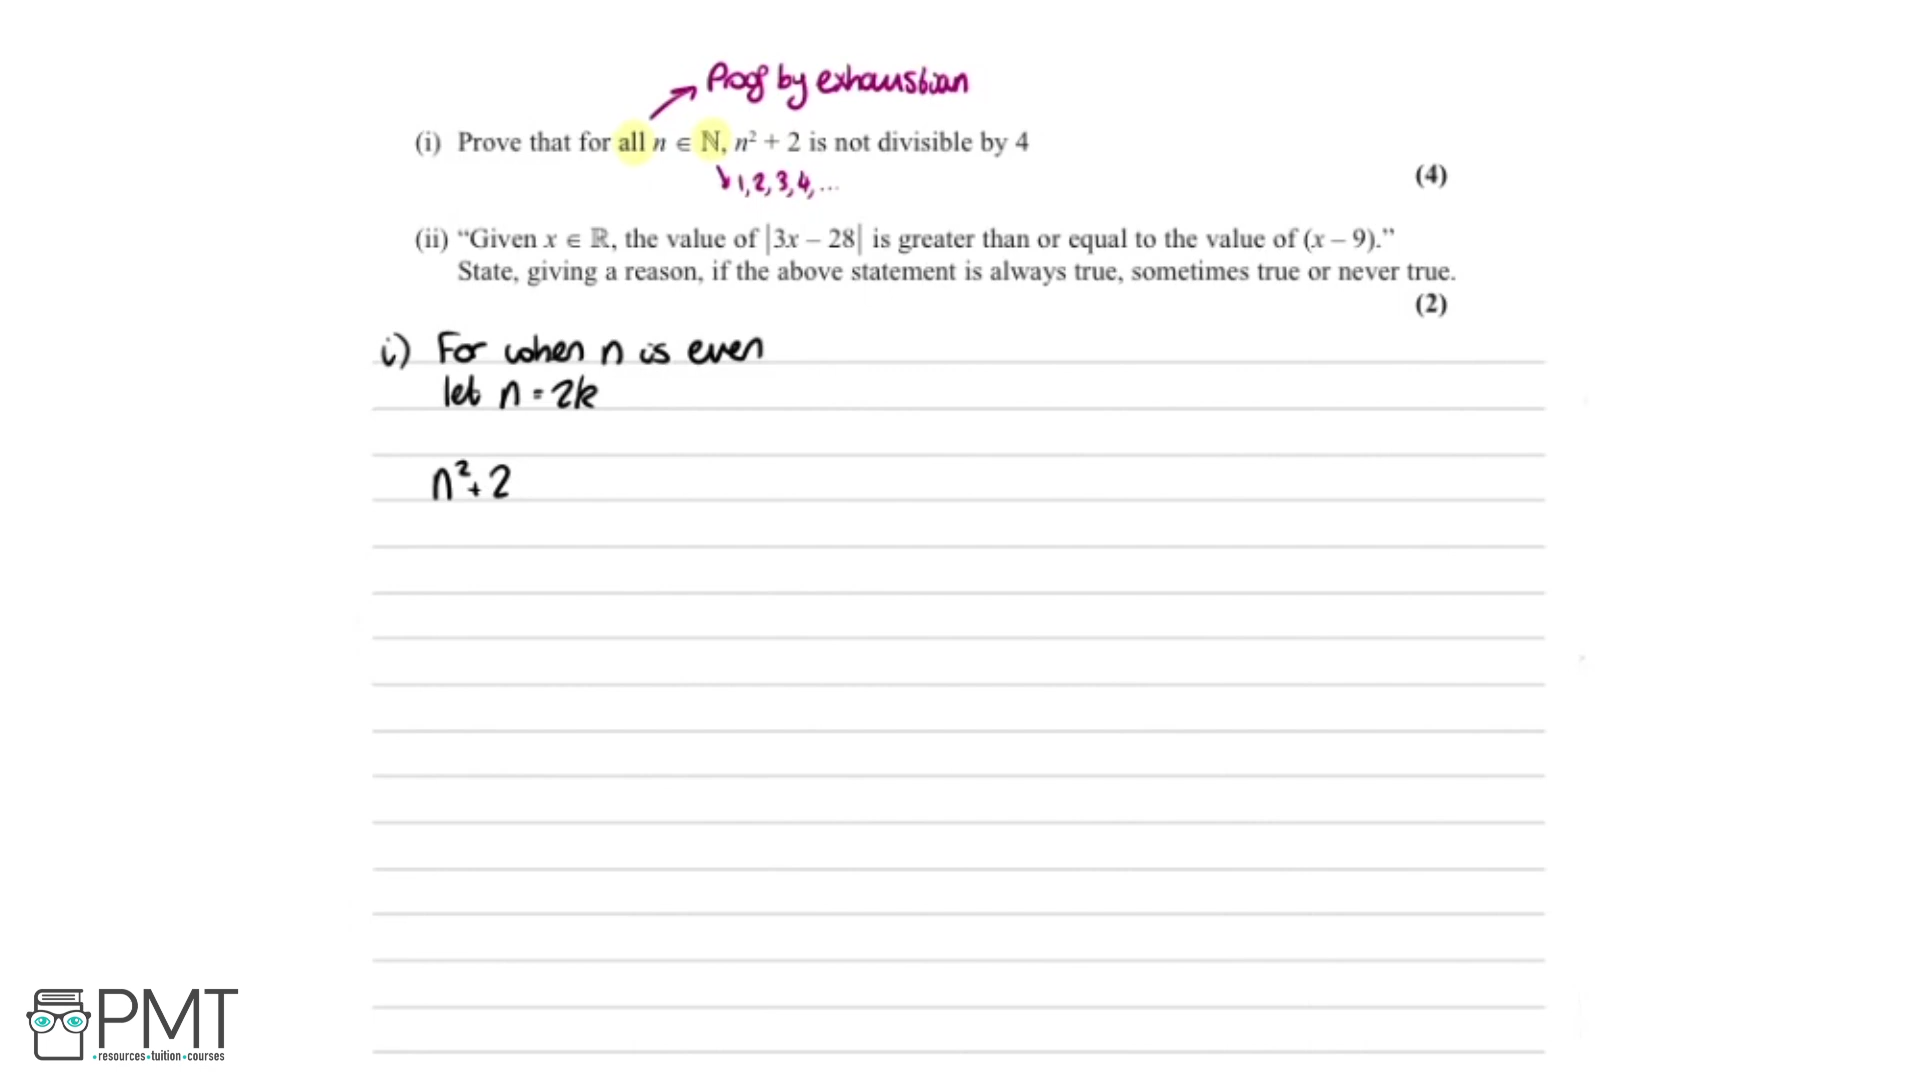 Proof by exhaustion
(i) Prove that for all n ∈ ℕ, n² + 2 is not divisible by 4
1, 2, 3, 4, ...
(4)
(ii) “Given x ∈ ℝ, the value of |3x – 28| is greater than or equal to the value of (x – 9).”
State, giving a reason, if the above statement is always true, sometimes true or never true.
(2)
i) For when n is even
let n = 2k
n² + 2
PMT
resources•tuition•courses